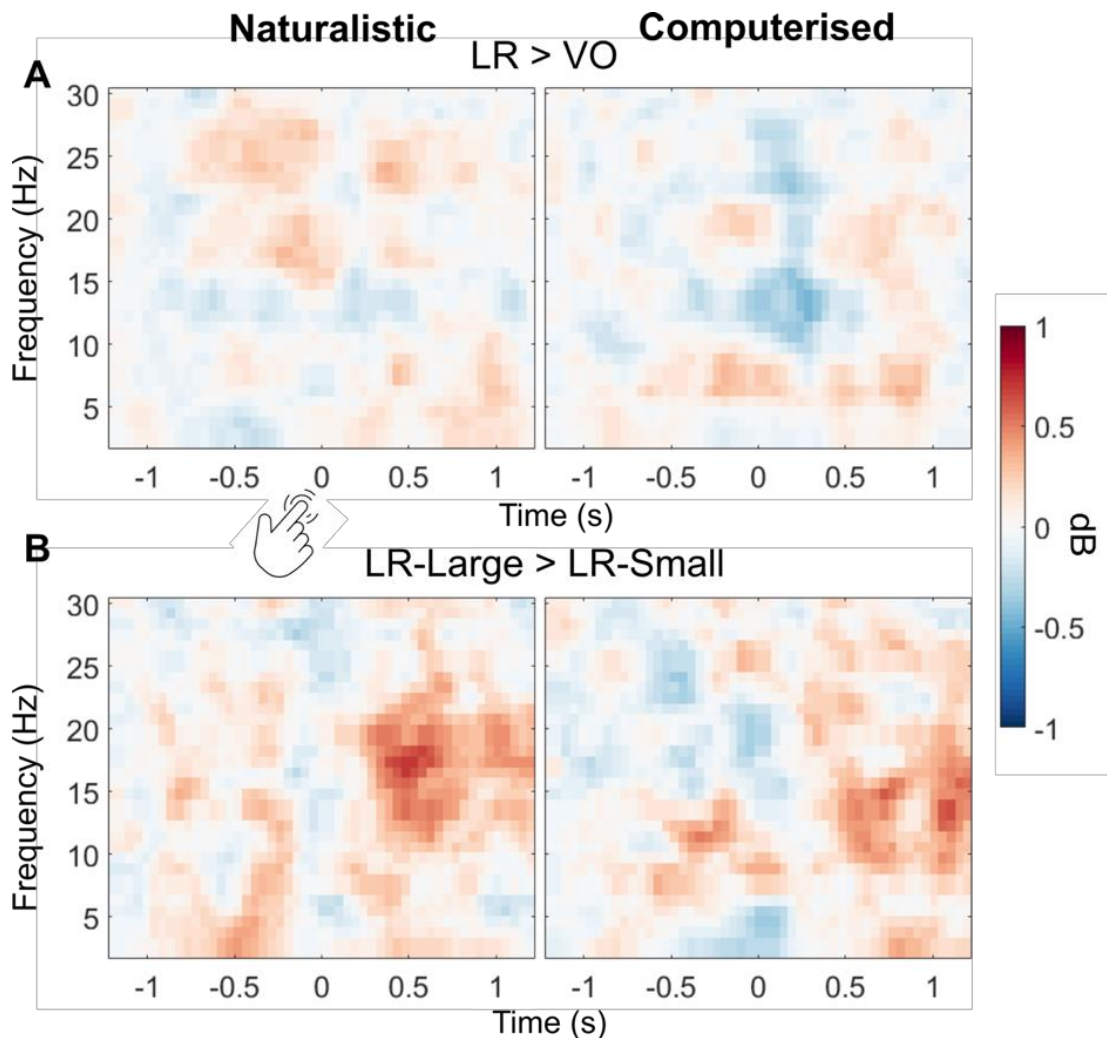 Naturalistic Computerised
A LR > VO
Frequency (Hz)
30
25
20
15
10
5
-1 -0.5 0 0.5 1
-1 -0.5 0 0.5 1
Time (s)
1
0.5
0
-0.5
-1
dB
B LR-Large > LR-Small
Frequency (Hz)
30
25
20
15
10
5
-1 -0.5 0 0.5 1
-1 -0.5 0 0.5 1
Time (s)